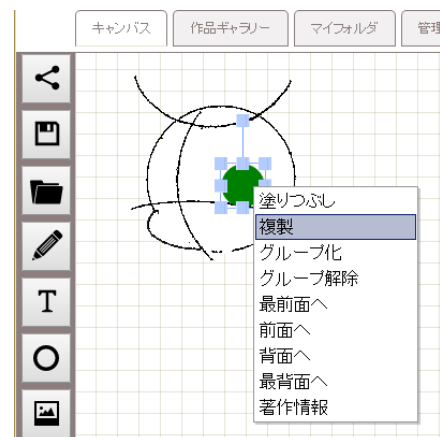 キャンバス
作品ギャラリー
マイフォルダ
管理
T
塗りつぶし
複製
グループ化
グループ解除
最前面へ
前面へ
背面へ
最背面へ
著作情報